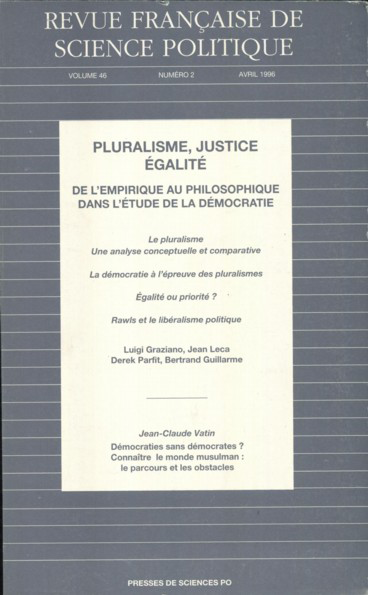 REVUE FRANÇAISE DE
SCIENCE POLITIQUE
VOLUME 46 NUMÉRO 2 AVRIL 1996
PLURALISME, JUSTICE
ÉGALITÉ
DE L'EMPIRIQUE AU PHILOSOPHIQUE
DANS L'ÉTUDE DE LA DÉMOCRATIE
Le pluralisme
Une analyse conceptuelle et comparative
La démocratie à l'épreuve des pluralismes
Égalité ou priorité ?
Rawls et le libéralisme politique
Luigi Graziano, Jean Leca
Derek Parfit, Bertrand Guillarme
Jean-Claude Vatin
Démocraties sans démocrates ?
Connaître le monde musulman :
le parcours et les obstacles
PRESSES DE SCIENCES PO